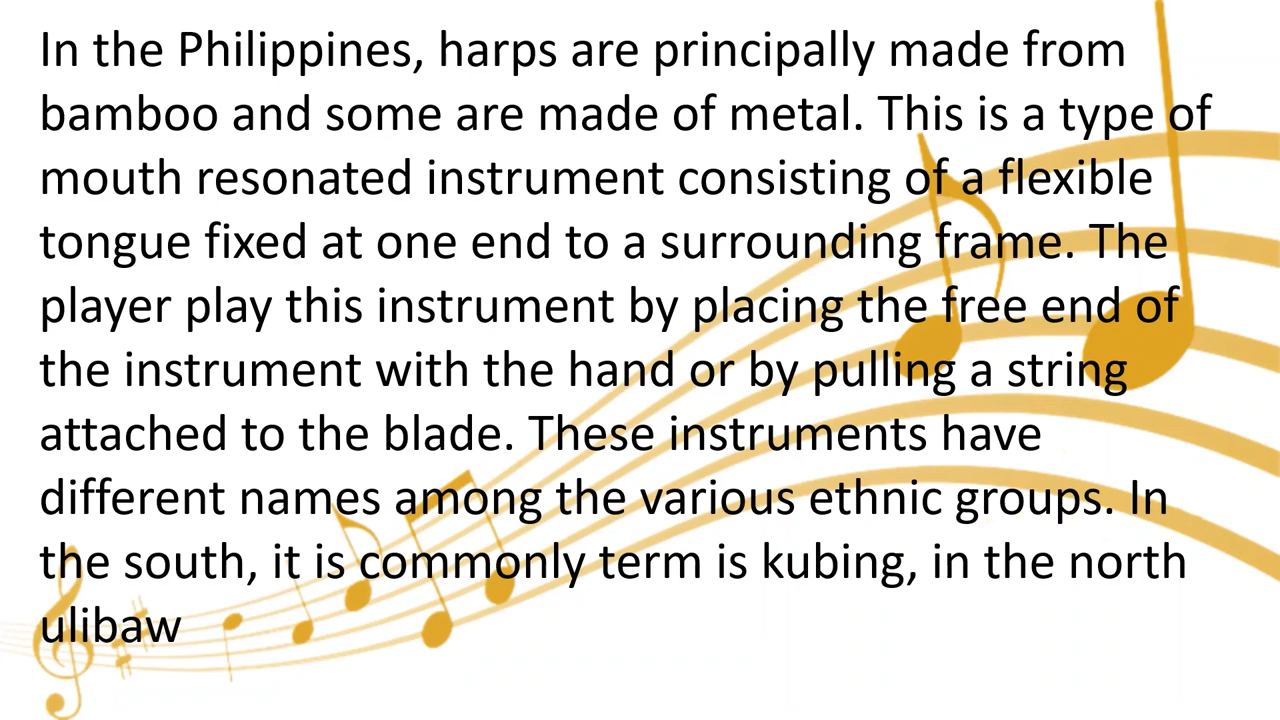 In the Philippines, harps are principally made from
bamboo and some are made of metal. This is a type of
mouth resonated instrument consisting of a flexible
tongue fixed at one end to a surrounding frame. The
player play this instrument by placing the free end of
the instrument with the hand or by pulling a string
attached to the blade. These instruments have
different names among the various ethnic groups. In
the south, it is commonly term is kubing, in the north
ulibaw